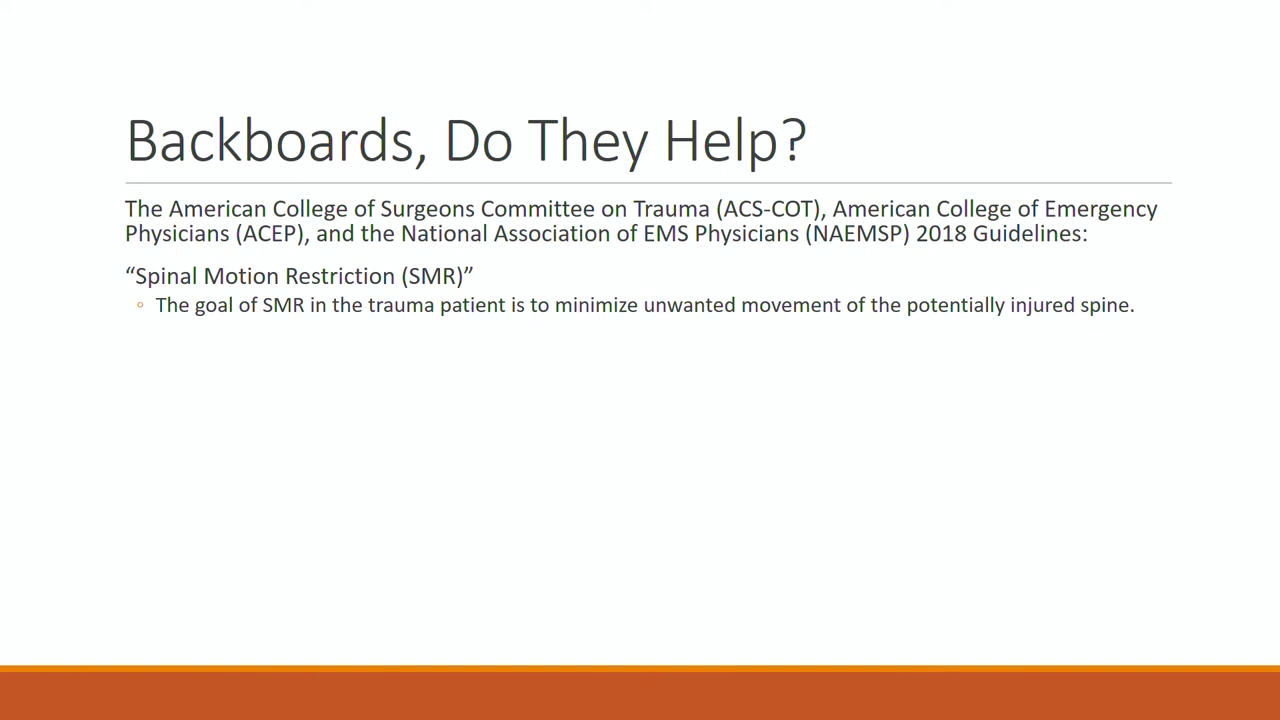 Backboards, Do They Help?
The American College of Surgeons Committee on Trauma (ACS-COT), American College of Emergency
Physicians (ACEP), and the National Association of EMS Physicians (NAEMSP) 2018 Guidelines:
“Spinal Motion Restriction (SMR)”
◦ The goal of SMR in the trauma patient is to minimize unwanted movement of the potentially injured spine.